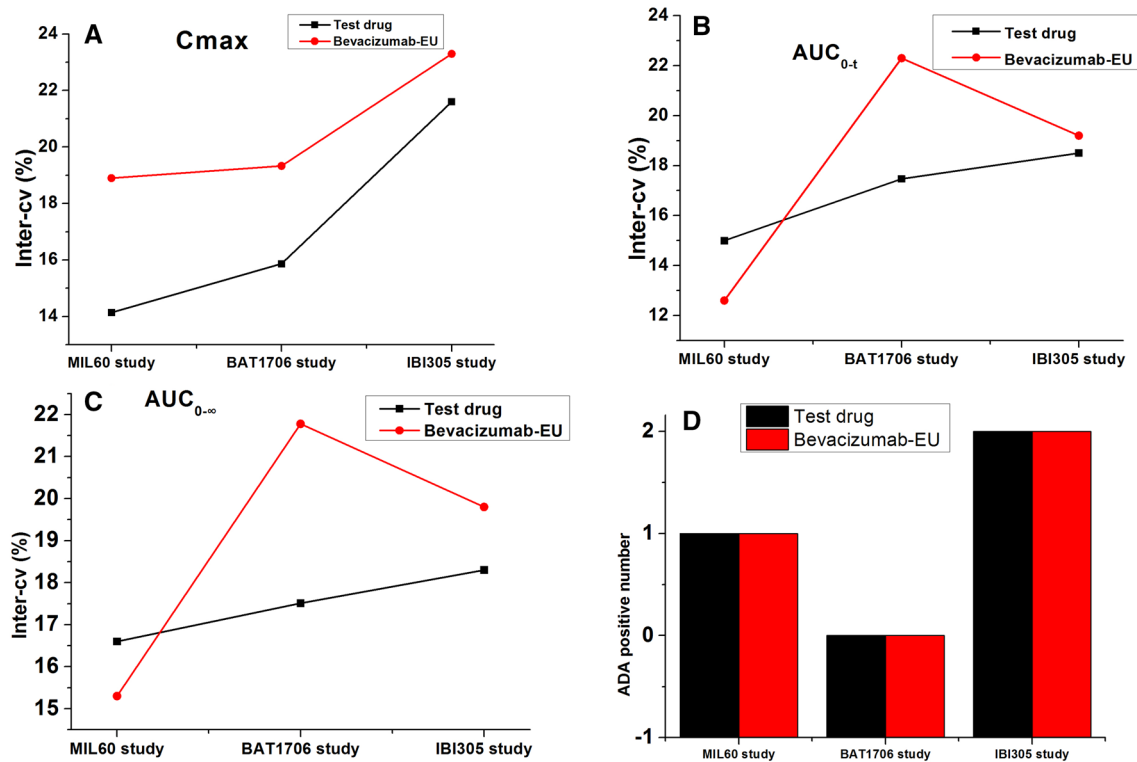 A
Cmax
Test drug
Bevacizumab-EU
Inter-cv (%)
24
22
20
18
16
14
MIL60 study
BAT1706 study
IBI305 study
B
AUC0-t
Test drug
Bevacizumab-EU
Inter-cv (%)
24
22
20
18
16
14
12
MIL60 study
BAT1706 study
IBI305 study
C
AUC0-∞
Test drug
Bevacizumab-EU
Inter-cv (%)
22
21
20
19
18
17
16
15
MIL60 study
BAT1706 study
IBI305 study
D
Test drug
Bevacizumab-EU
ADA positive number
2
1
0
-1
MIL60 study
BAT1706 study
IBI305 study